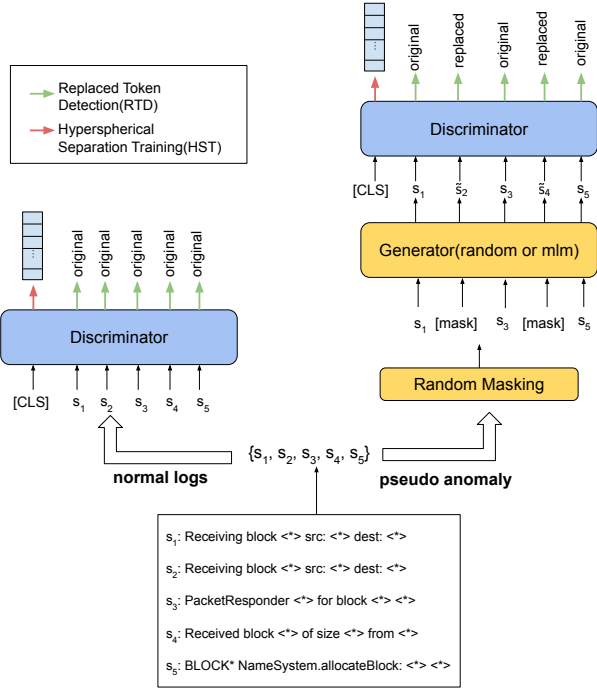 Replaced Token
Detection(RTD)
Hyperspherical
Separation Training(HST)
...
original
replaced
original
replaced
original
Discriminator
[CLS] s1 s̃2 s3 s̃4 s5
Generator(random or mlm)
s1 [mask] s3 [mask] s5
Random Masking
...
original
original
original
original
original
Discriminator
[CLS] s1 s2 s3 s4 s5
{s1, s2, s3, s4, s5}
normal logs
pseudo anomaly
s1: Receiving block <*> src: <*> dest: <*>
s2: Receiving block <*> src: <*> dest: <*>
s3: PacketResponder <*> for block <*> <*>
s4: Received block <*> of size <*> from <*>
s5: BLOCK* NameSystem.allocateBlock: <*> <*>